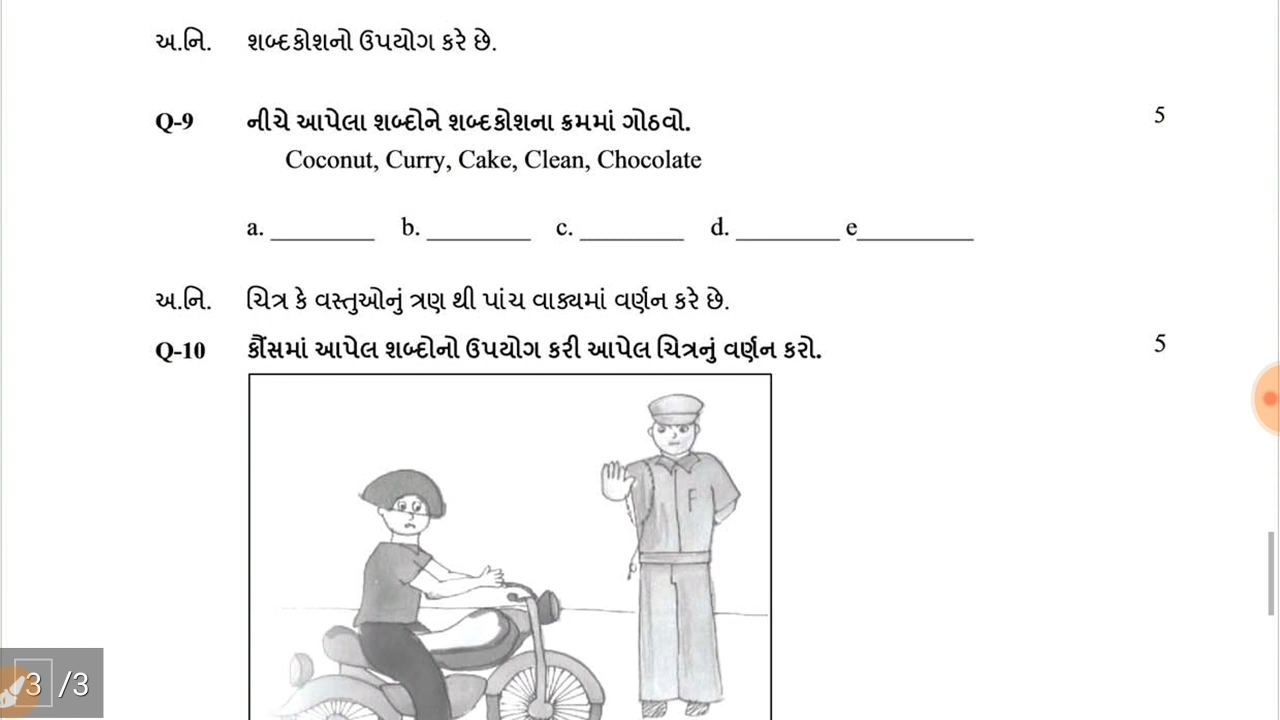 અ.નિ. શબ્દકોશનો ઉપયોગ કરે છે.
Q-9 નીચે આપેલા શબ્દોને શબ્દકોશના ક્રમમાં ગોઠવો. 5
Coconut, Curry, Cake, Clean, Chocolate
a. ________ b. ________ c. ________ d. ________ e_________
અ.નિ. ચિત્ર કે વસ્તુઓનું ત્રણ થી પાંચ વાક્યમાં વર્ણન કરે છે.
Q-10 કૌંસમાં આપેલ શબ્દોનો ઉપયોગ કરી આપેલ ચિત્રનું વર્ણન કરો. 5
3 /3